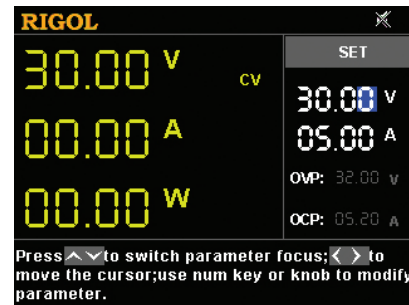 RIGOL
30.00 V
CV
00.00 A
00.00 W
SET
30.00 V
05.00 A
OVP: 32.00 V
OCP: 05.20 A
Press to switch parameter focus; to
move the cursor;use num key or knob to modify
parameter.